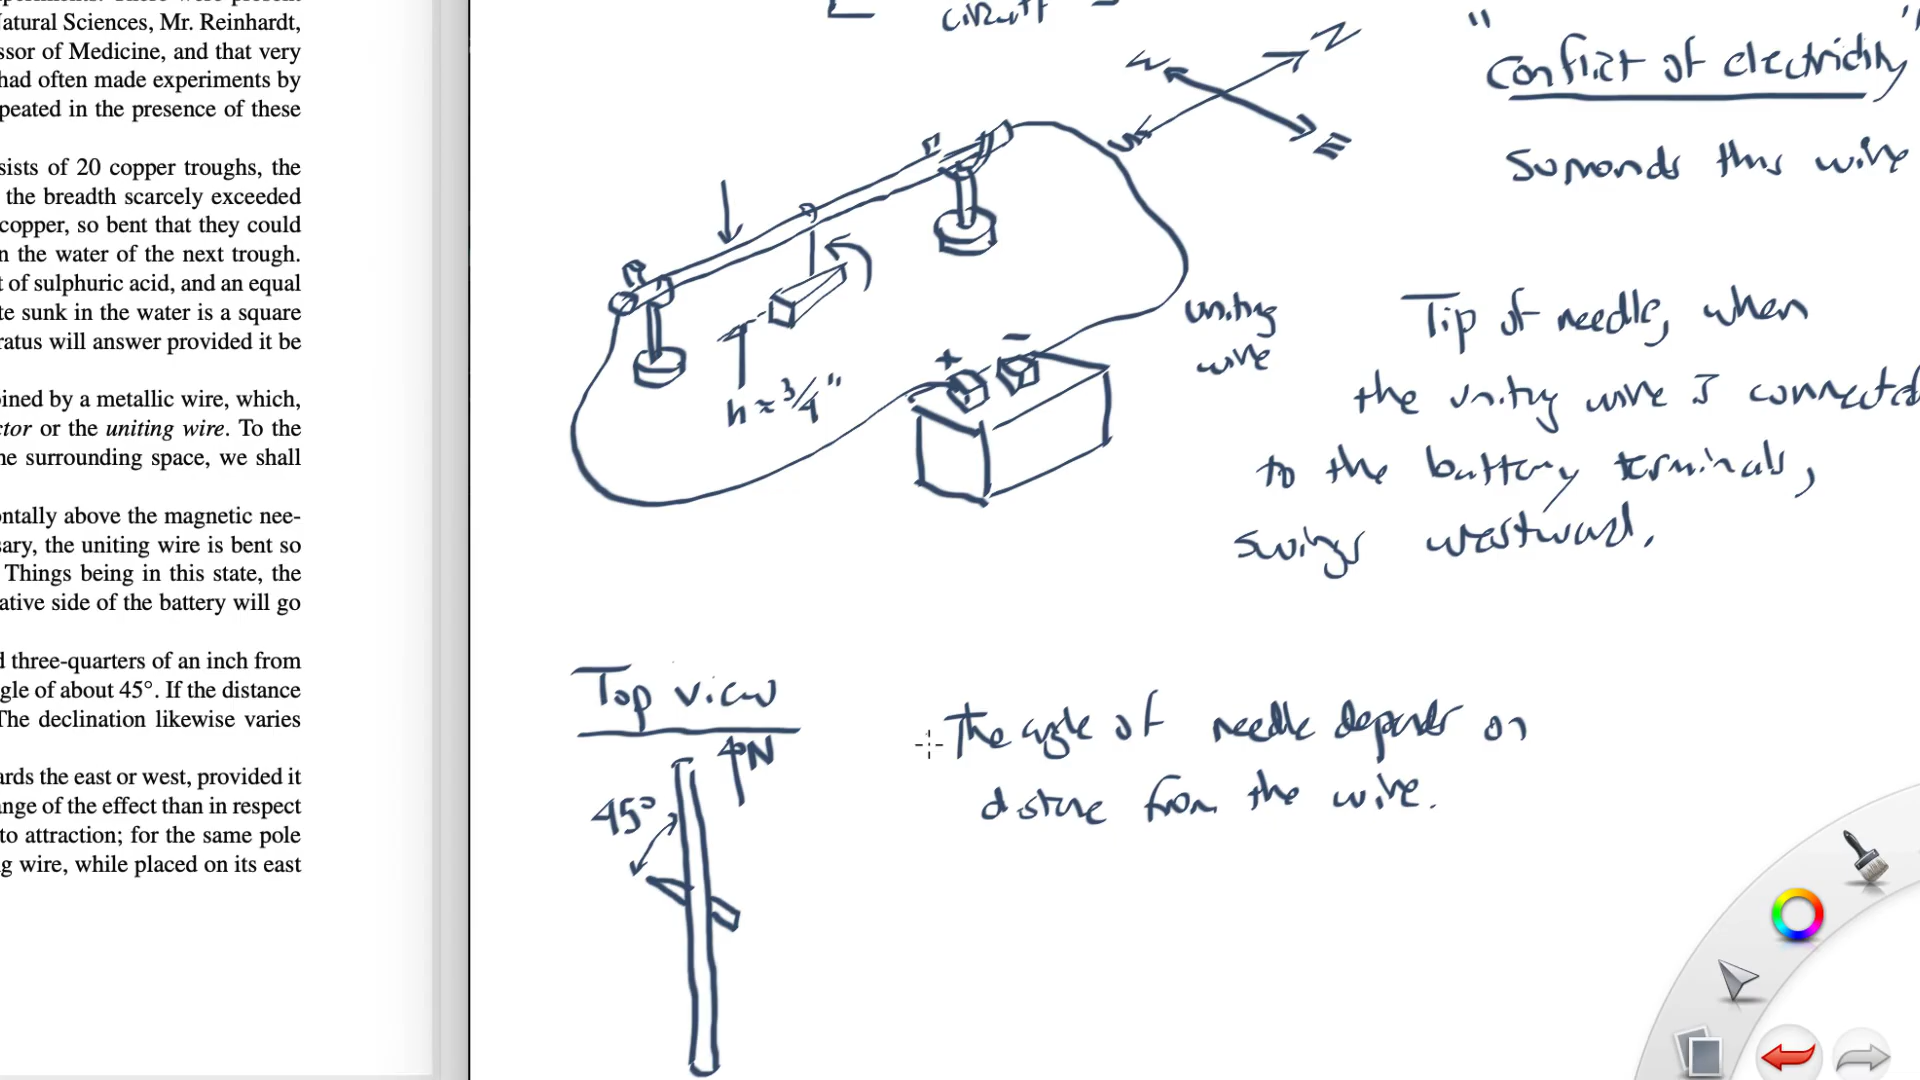 periments. There were present
Natural Sciences, Mr. Reinhardt,
ssor of Medicine, and that very
had often made experiments by
peated in the presence of these
sists of 20 copper troughs, the
the breadth scarcely exceeded
copper, so bent that they could
n the water of the next trough.
t of sulphuric acid, and an equal
te sunk in the water is a square
ratus will answer provided it be
ined by a metallic wire, which,
ctor or the uniting wire. To the
he surrounding space, we shall
ontally above the magnetic nee-
sary, the uniting wire is bent so
Things being in this state, the
ative side of the battery will go
d three-quarters of an inch from
gle of about 45°. If the distance
The declination likewise varies
ards the east or west, provided it
ange of the effect than in respect
to attraction; for the same pole
g wire, while placed on its east
circuit
N
W
S
E
"conflict of electricity"
surrounds this wire
uniting
wire
+
-
h ≈ 3/4"
Tip of needle, when
the uniting wire is connected
to the battery terminals,
swings westward.
Top view
N
45°
The angle of needle depends on
distance from the wire.